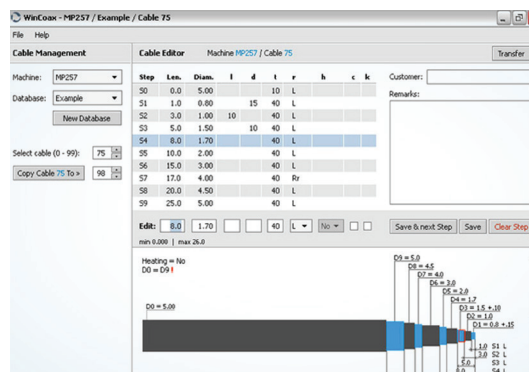 WinCoax - MP257 / Example / Cable 75
File Help
Cable Management
Cable Editor Machine MP257 / Cable 75
Transfer
Machine: MP257
Database: Example
New Database
Select cable (0 - 99): 75
Copy Cable 75 To > 98
Step Len. Diam. l d t r h c k
S0 0.0 5.00 10 L
S1 1.0 0.80 15 40 L
S2 3.0 1.00 10 40 L
S3 5.0 1.50 10 40 L
S4 8.0 1.70 40 L
S5 10.0 2.00 40 L
S6 15.0 3.00 40 L
S7 17.0 4.00 40 Rr
S8 20.0 4.50 40 L
S9 25.0 5.00 40 L
Customer:
Remarks:
Edit: 8.0 1.70 40 L No
Save & next Step Save Clear Step
min 0.000 | max 26.0
Heating = No
D0 = D9 !
D9 = 5.0
D8 = 4.5
D7 = 4.0
D6 = 3.0
D5 = 2.0
D4 = 1.7
D3 = 1.5 +.10
D2 = 1.0
D1 = 0.8 +.15
D0 = 5.00
1.0 S1 L
3.0 S2 L
5.0 S3 L
8.0 S4 L